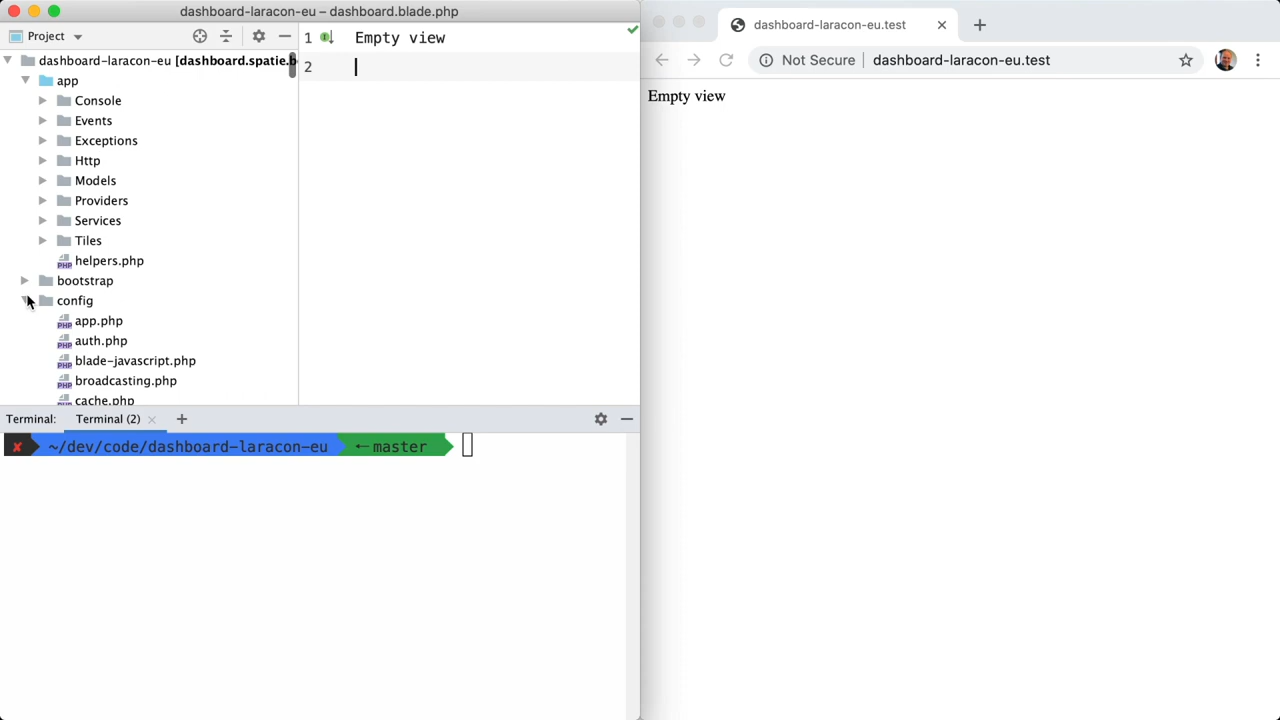 dashboard-laracon-eu – dashboard.blade.php
Project
dashboard-laracon-eu [dashboard.spatie.b
app
Console
Events
Exceptions
Http
Models
Providers
Services
Tiles
helpers.php
bootstrap
config
app.php
auth.php
blade-javascript.php
broadcasting.php
cache.php
1 Empty view
2
Terminal: Terminal (2)
~/dev/code/dashboard-laracon-eu ←master
dashboard-laracon-eu.test
Not Secure dashboard-laracon-eu.test
Empty view